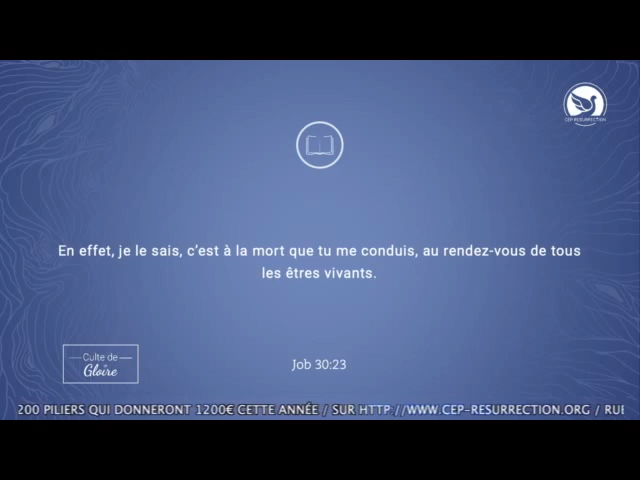 CEP-RESURRECTION
En effet, je le sais, c'est à la mort que tu me conduis, au rendez-vous de tous
les êtres vivants.
Culte de
Gloire
Job 30:23
200 PILIERS QUI DONNERONT 1200€ CETTE ANNÉE / SUR HTTP://WWW.CEP-RESURRECTION.ORG / RUE